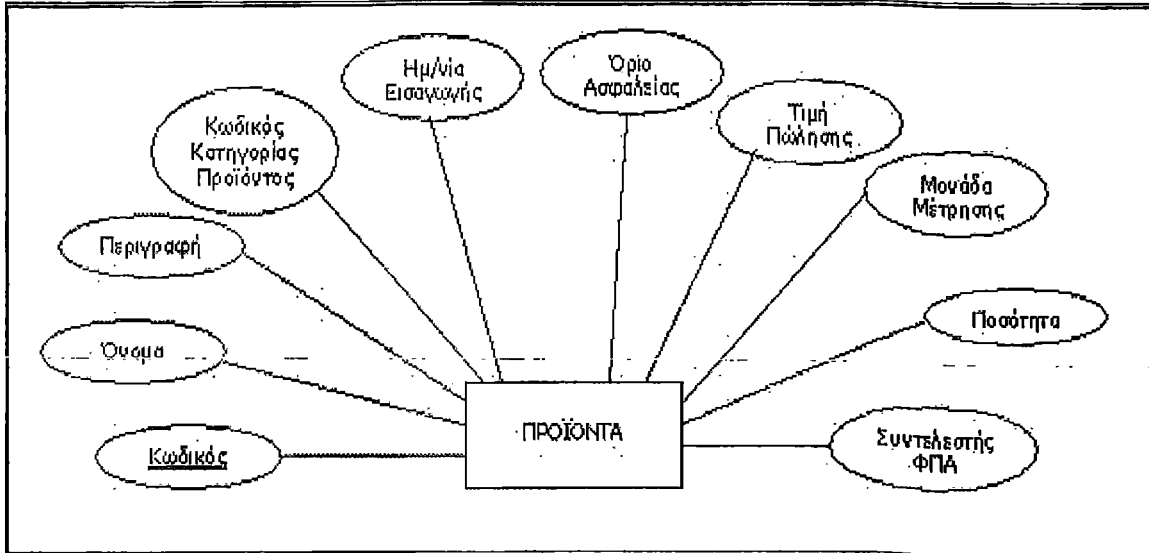 Ημ/νία
Εισαγωγής
Όριο
Ασφαλείας
Τιμή
Πώλησης
Κωδικός
Κατηγορίας
Προϊόντος
Μονάδα
Μέτρησης
Περιγραφή
Ποσότητα
Όνομα
ΠΡΟΪΟΝΤΑ
Κωδικός
Συντελεστής
ΦΠΑ